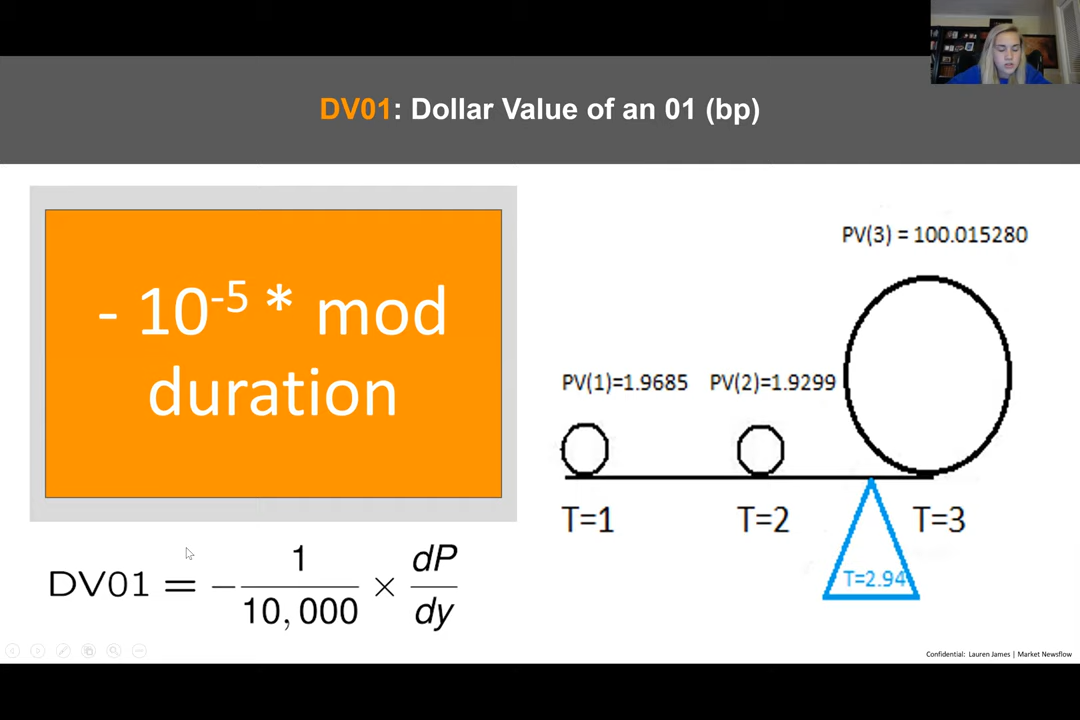 DV01: Dollar Value of an 01 (bp)
- 10⁻⁵ * mod
duration
DV01 = - 1/10,000 × dP/dy
PV(3) = 100.015280
PV(1)=1.9685 PV(2)=1.9299
T=1 T=2 T=3
T=2.94
Confidential: Lauren James | Market Newsflow